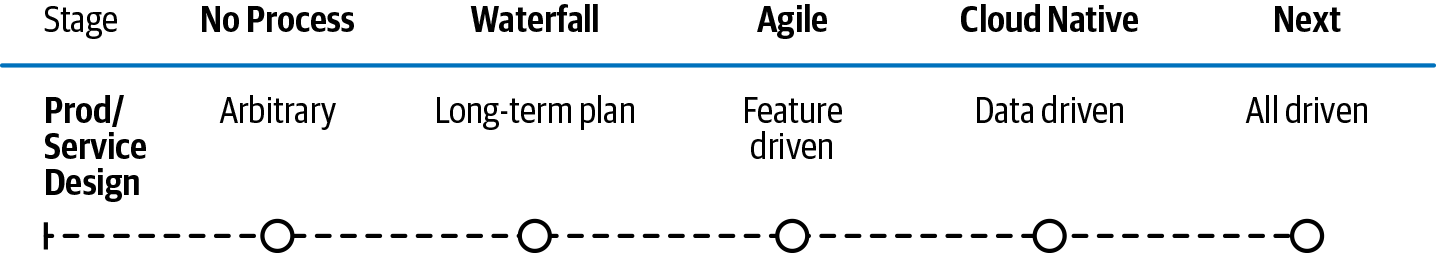 Stage No Process Waterfall Agile Cloud Native Next
Prod/ Arbitrary Long-term plan Feature Data driven All driven
Service driven
Design